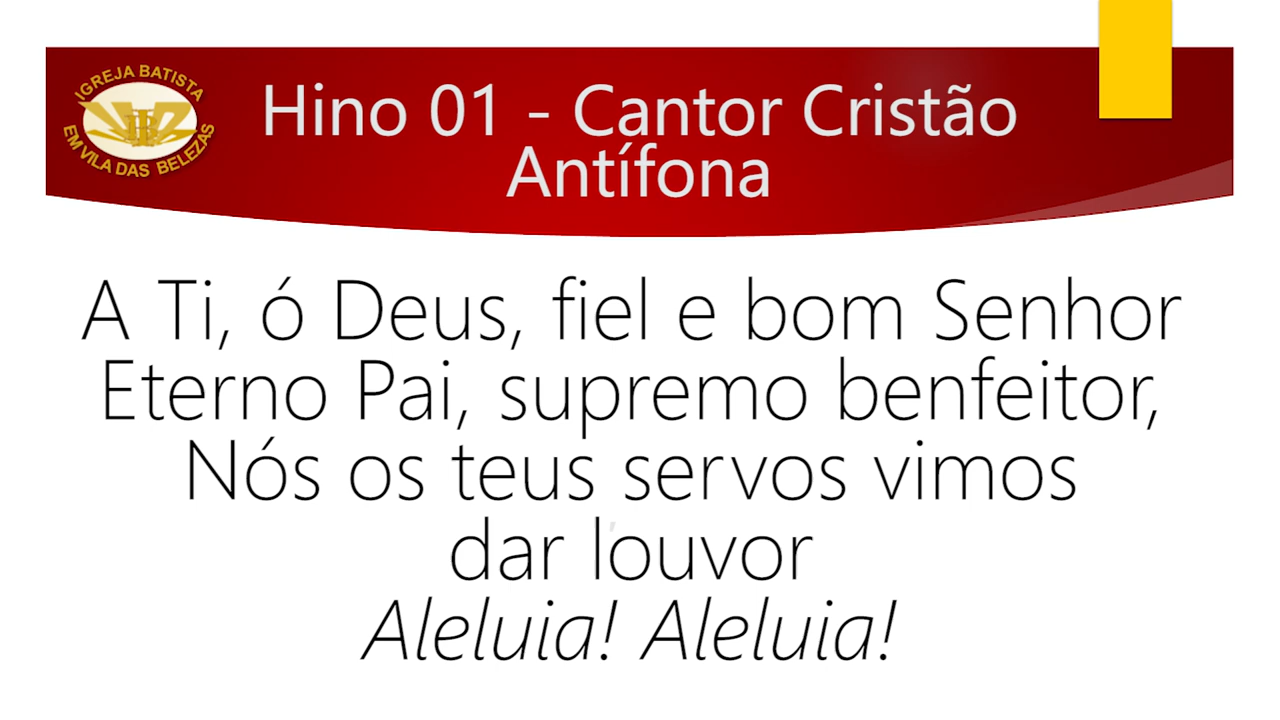 IGREJA BATISTA
EM VILA DAS BELEZAS
Hino 01 - Cantor Cristão
Antífona
A Ti, ó Deus, fiel e bom Senhor
Eterno Pai, supremo benfeitor,
Nós os teus servos vimos
dar louvor
Aleluia! Aleluia!